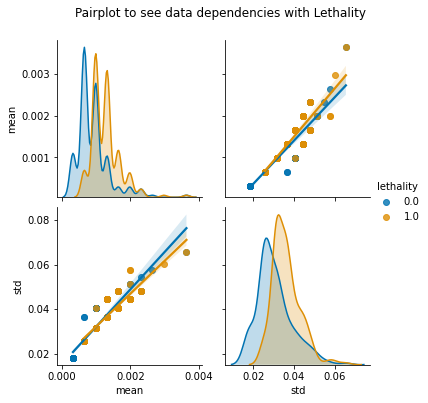 Pairplot to see data dependencies with Lethality
0.003
0.002
0.001
mean
lethality
0.0
1.0
0.08
0.06
0.04
0.02
std
0.000 0.002 0.004
0.02 0.04 0.06
mean
std